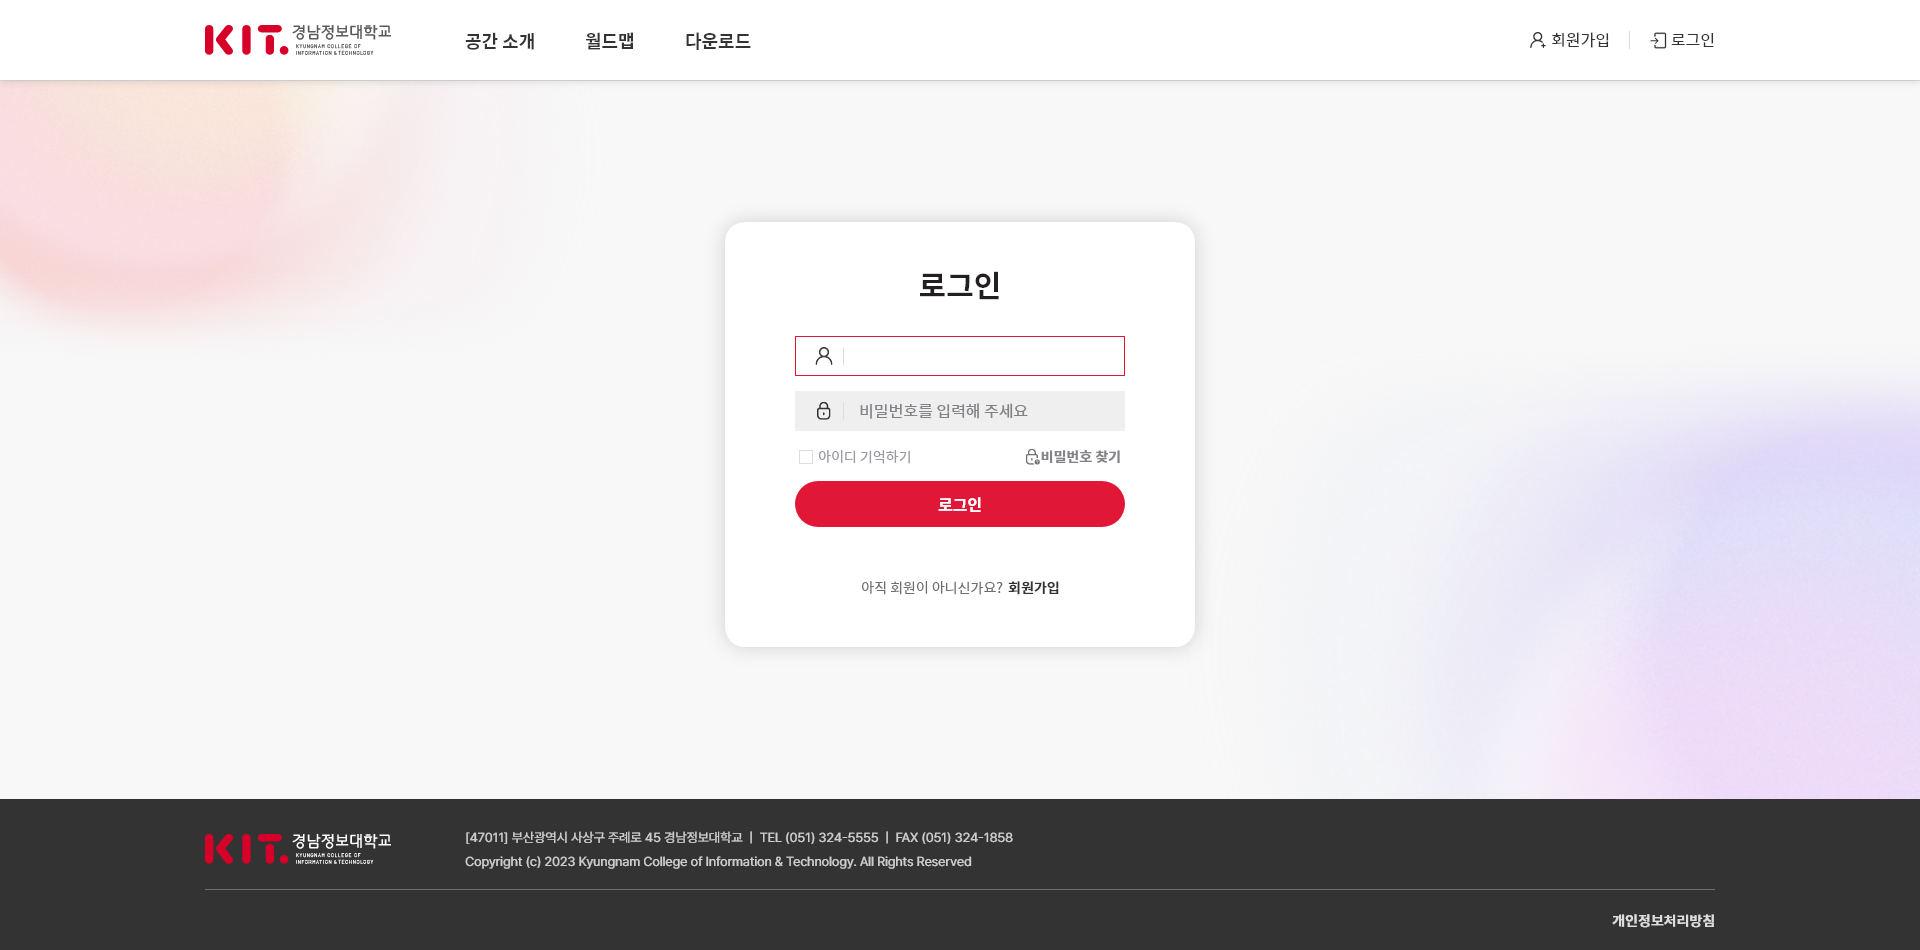 KIT. 경남정보대학교
KYUNGNAM COLLEGE OF
INFORMATION & TECHNOLOGY
공간 소개 월드맵 다운로드
회원가입 로그인
로그인
비밀번호를 입력해 주세요
아이디 기억하기 비밀번호 찾기
로그인
아직 회원이 아니신가요? 회원가입
KIT. 경남정보대학교
KYUNGNAM COLLEGE OF
INFORMATION & TECHNOLOGY
[47011] 부산광역시 사상구 주례로 45 경남정보대학교 | TEL (051) 324-5555 | FAX (051) 324-1858
Copyright (c) 2023 Kyungnam College of Information & Technology. All Rights Reserved
개인정보처리방침